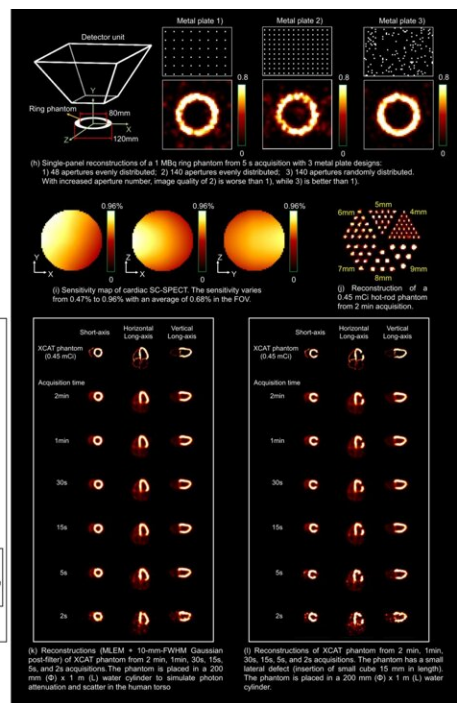 Detector unit
Metal plate 1)
Metal plate 2)
Metal plate 3)
Y
Ring phantom
80mm
X
Z
120mm
0.8
0
0.8
0
0.8
0
(h) Single-panel reconstructions of a 1 MBq ring phantom from 5 s acquisition with 3 metal plate designs:
1) 48 apertures evenly distributed; 2) 140 apertures evenly distributed; 3) 140 apertures randomly distributed.
With increased aperture number, image quality of 2) is worse than 1), while 3) is better than 1).
0.96%
0.96%
0.96%
0
0
0
Y
X
Z
X
Y
Z
(i) Sensitivity map of cardiac SC-SPECT. The sensitivity varies
from 0.47% to 0.96% with an average of 0.68% in the FOV.
5mm
6mm
4mm
7mm
9mm
8mm
(j) Reconstruction of a
0.45 mCi hot-rod phantom
from 2 min acquisition.
Short-axis
Horizontal
Long-axis
Vertical
Long-axis
XCAT phantom
(0.45 mCi)
Acquisition time
2min
1min
30s
15s
5s
2s
(k) Reconstructions (MLEM + 10-mm-FWHM Gaussian
post-filter) of XCAT phantom from 2 min, 1min, 30s, 15s,
5s, and 2s acquisitions.The phantom is placed in a 200
mm (Φ) x 1 m (L) water cylinder to simulate photon
attenuation and scatter in the human torso
Short-axis
Horizontal
Long-axis
Vertical
Long-axis
XCAT phantom
(0.45 mCi)
Acquisition time
2min
1min
30s
15s
5s
2s
(l) Reconstructions of XCAT phantom from 2 min, 1min,
30s, 15s, 5s, and 2s acquisitions. The phantom has a small
lateral defect (insertion of small cube 15 mm in length).
The phantom is placed in a 200 mm (Φ) x 1 m (L) water
cylinder.